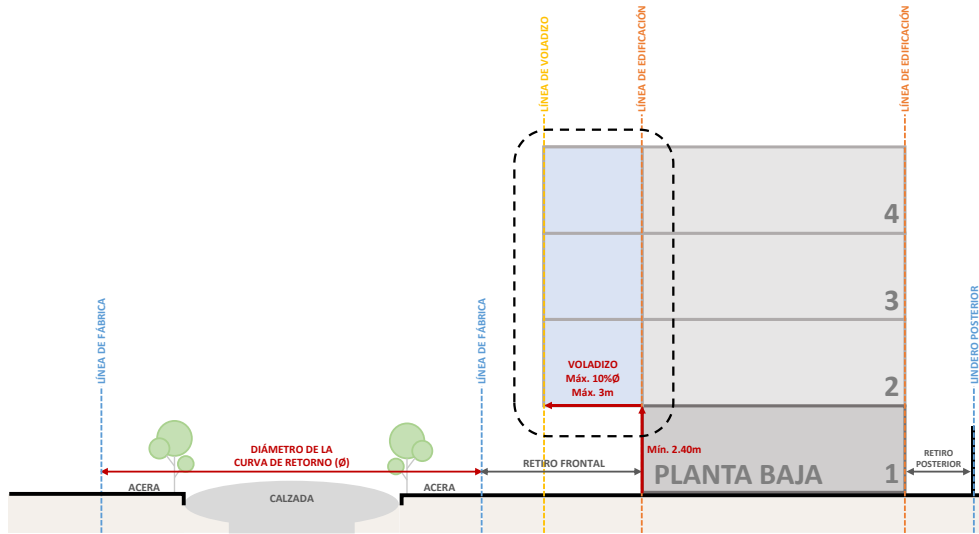 LÍNEA DE VOLADIZO
LÍNEA DE EDIFICACIÓN
LÍNEA DE EDIFICACIÓN
4
3
2
LÍNEA DE FÁBRICA
LÍNEA DE FÁBRICA
LINDERO POSTERIOR
VOLADIZO
Máx. 10%Ø
Máx. 3m
DIÁMETRO DE LA
CURVA DE RETORNO (Ø)
RETIRO FRONTAL
Mín. 2.40m
PLANTA BAJA
1
RETIRO
POSTERIOR
ACERA
CALZADA
ACERA